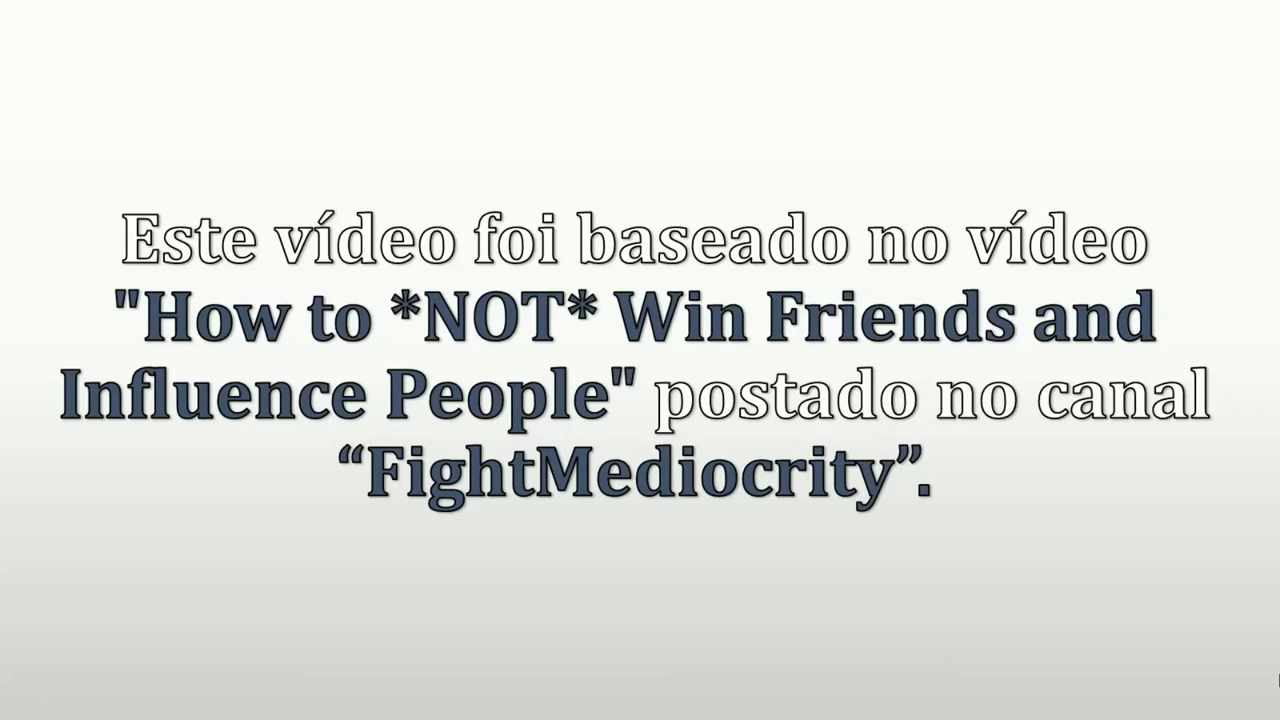 Este vídeo foi baseado no vídeo
"How to *NOT* Win Friends and
Influence People" postado no canal
“FightMediocrity”.